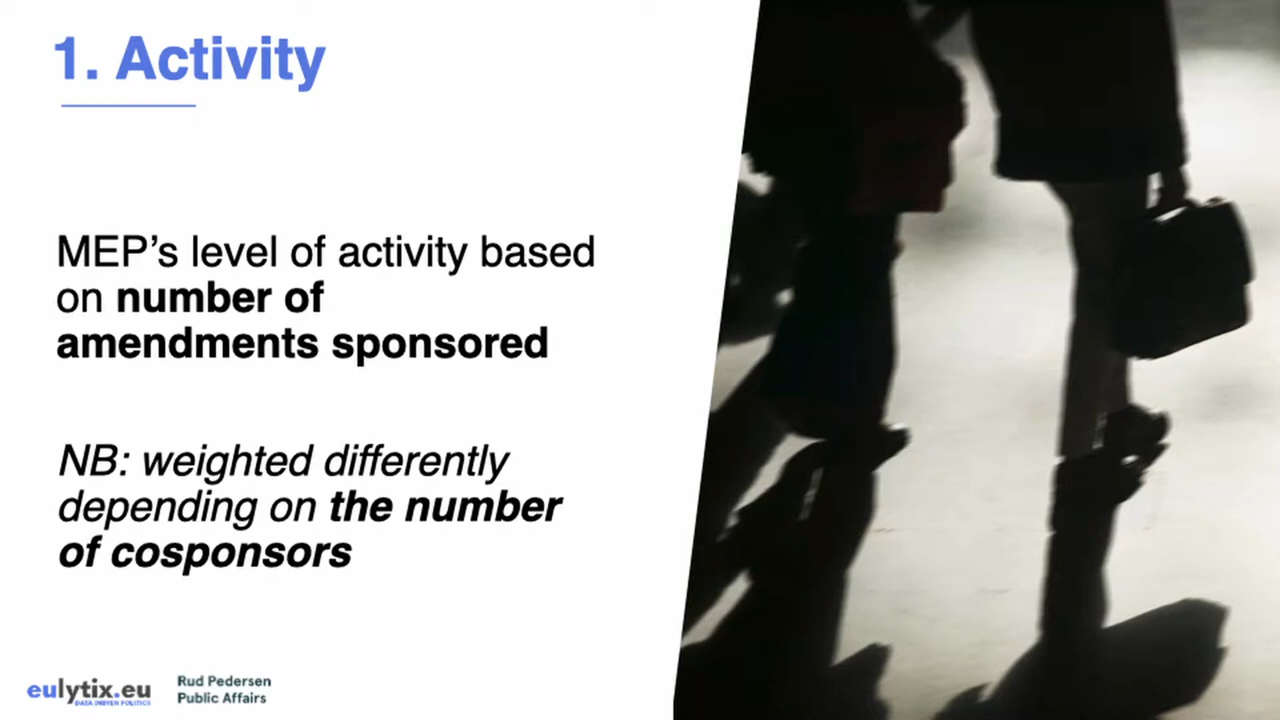 1. Activity
MEP’s level of activity based
on number of
amendments sponsored
NB: weighted differently
depending on the number
of cosponsors
eulytix.eu
DATA DRIVEN POLITICS
Rud Pedersen
Public Affairs